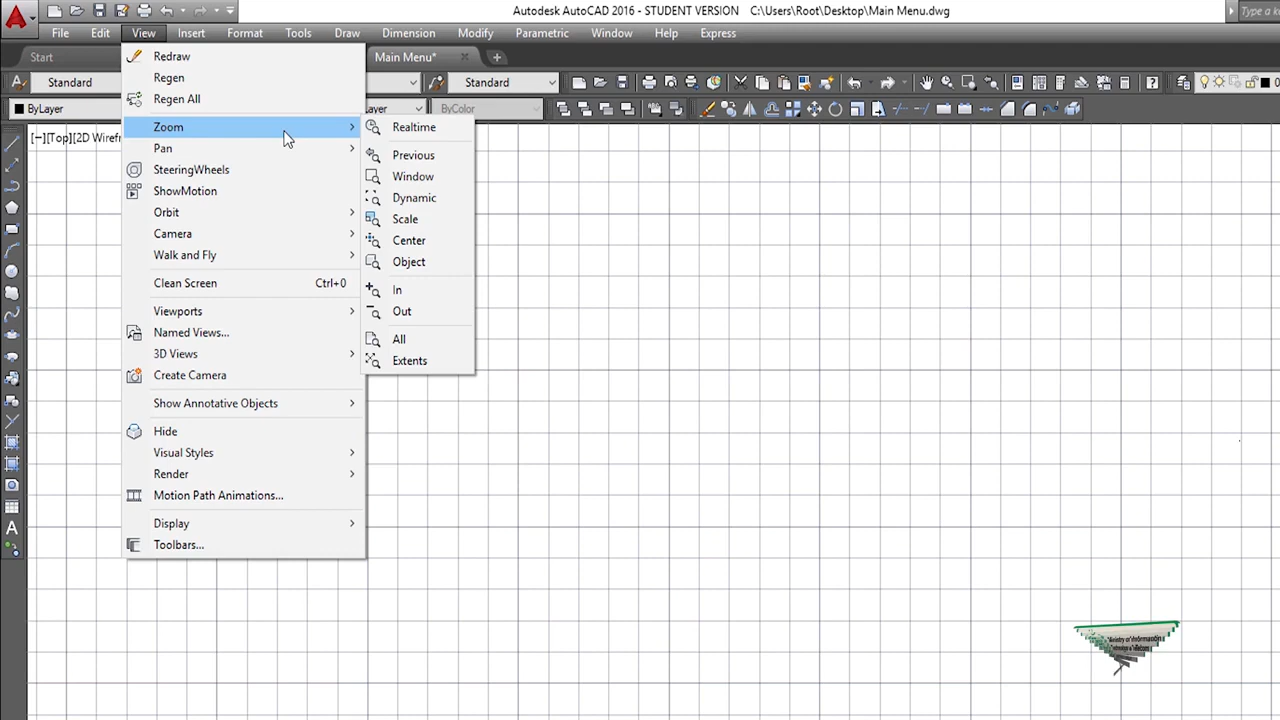 Autodesk AutoCAD 2016 - STUDENT VERSION C:\Users\Root\Desktop\Main Menu.dwg
Type a k
File Edit View Insert Format Tools Draw Dimension Modify Parametric Window Help Express
Start Main Menu*
Standard Standard
ByLayer ByColor
[−][Top][2D Wirefr
Redraw
Regen
Regen All
Zoom
Pan
SteeringWheels
ShowMotion
Orbit
Camera
Walk and Fly
Clean Screen Ctrl+0
Viewports
Named Views...
3D Views
Create Camera
Show Annotative Objects
Hide
Visual Styles
Render
Motion Path Animations...
Display
Toolbars...
Realtime
Previous
Window
Dynamic
Scale
Center
Object
In
Out
All
Extents
Ministry of Information